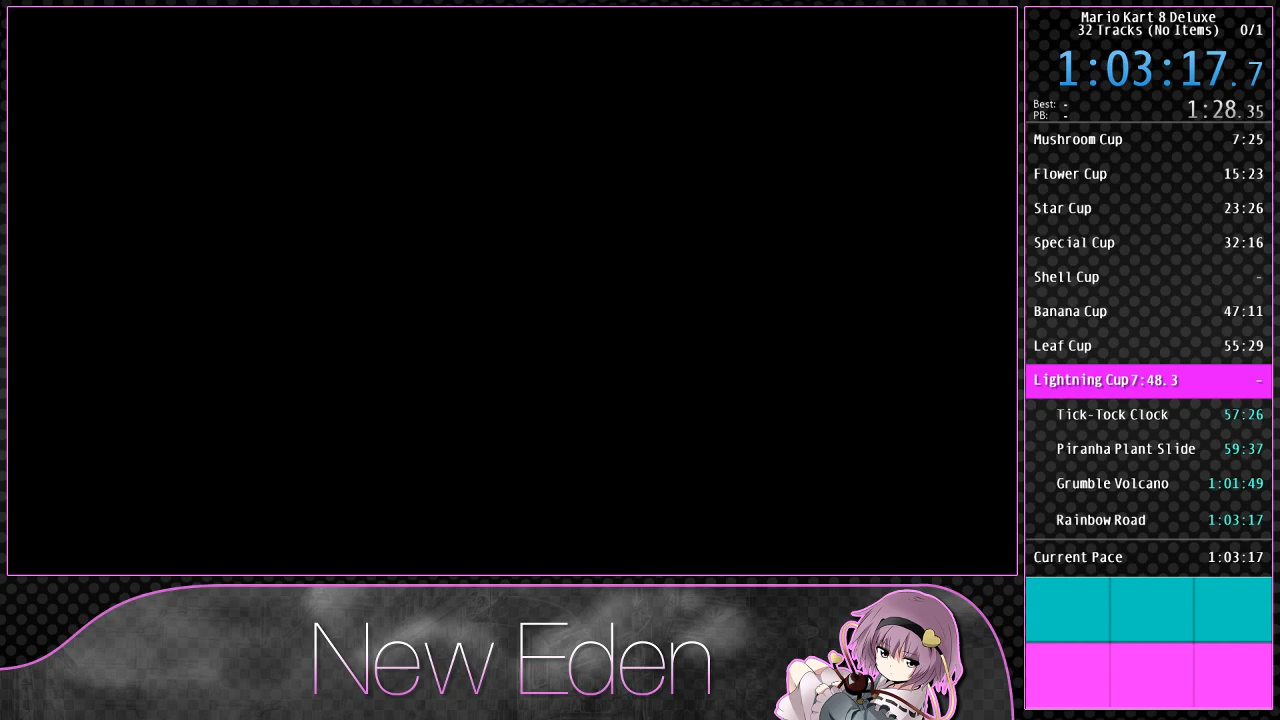 Mario Kart 8 Deluxe
32 Tracks (No Items) 0/1
1:03:17.7
Best: -
PB: -
1:28.35
Mushroom Cup 7:25
Flower Cup 15:23
Star Cup 23:26
Special Cup 32:16
Shell Cup -
Banana Cup 47:11
Leaf Cup 55:29
Lightning Cup 7:48.3 -
Tick-Tock Clock 57:26
Piranha Plant Slide 59:37
Grumble Volcano 1:01:49
Rainbow Road 1:03:17
Current Pace 1:03:17
New Eden